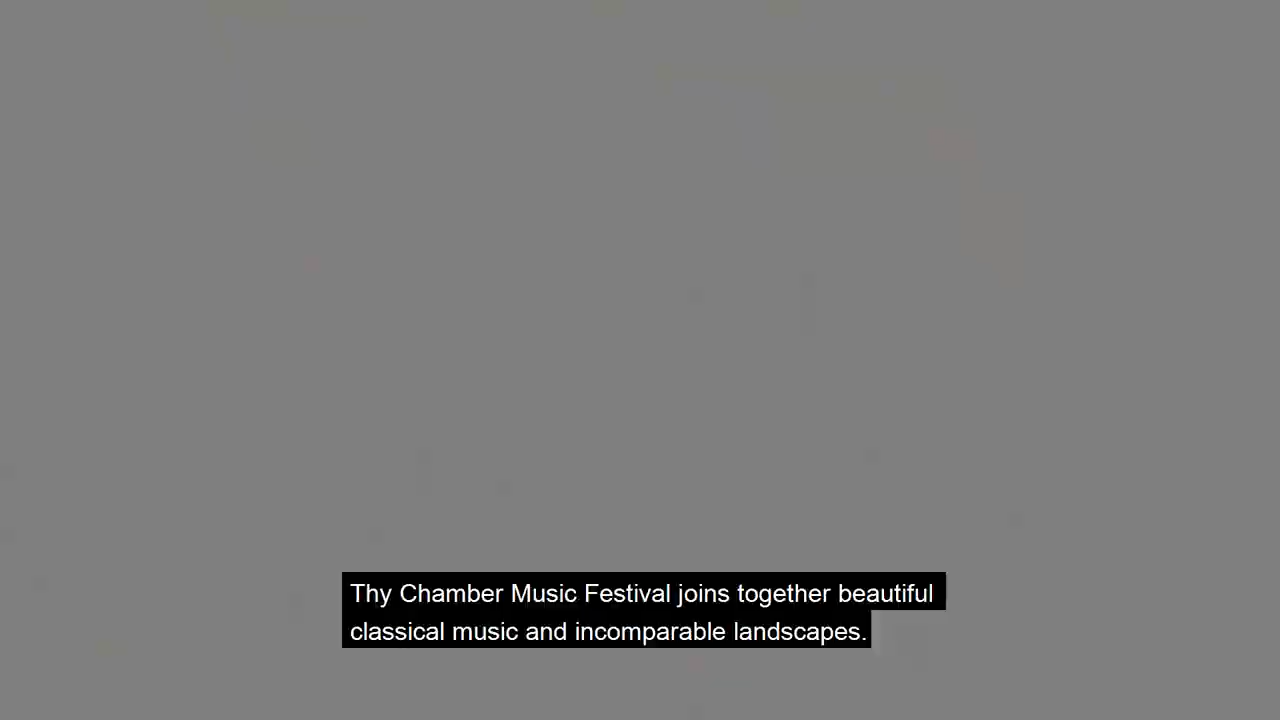 Thy Chamber Music Festival joins together beautiful
classical music and incomparable landscapes.